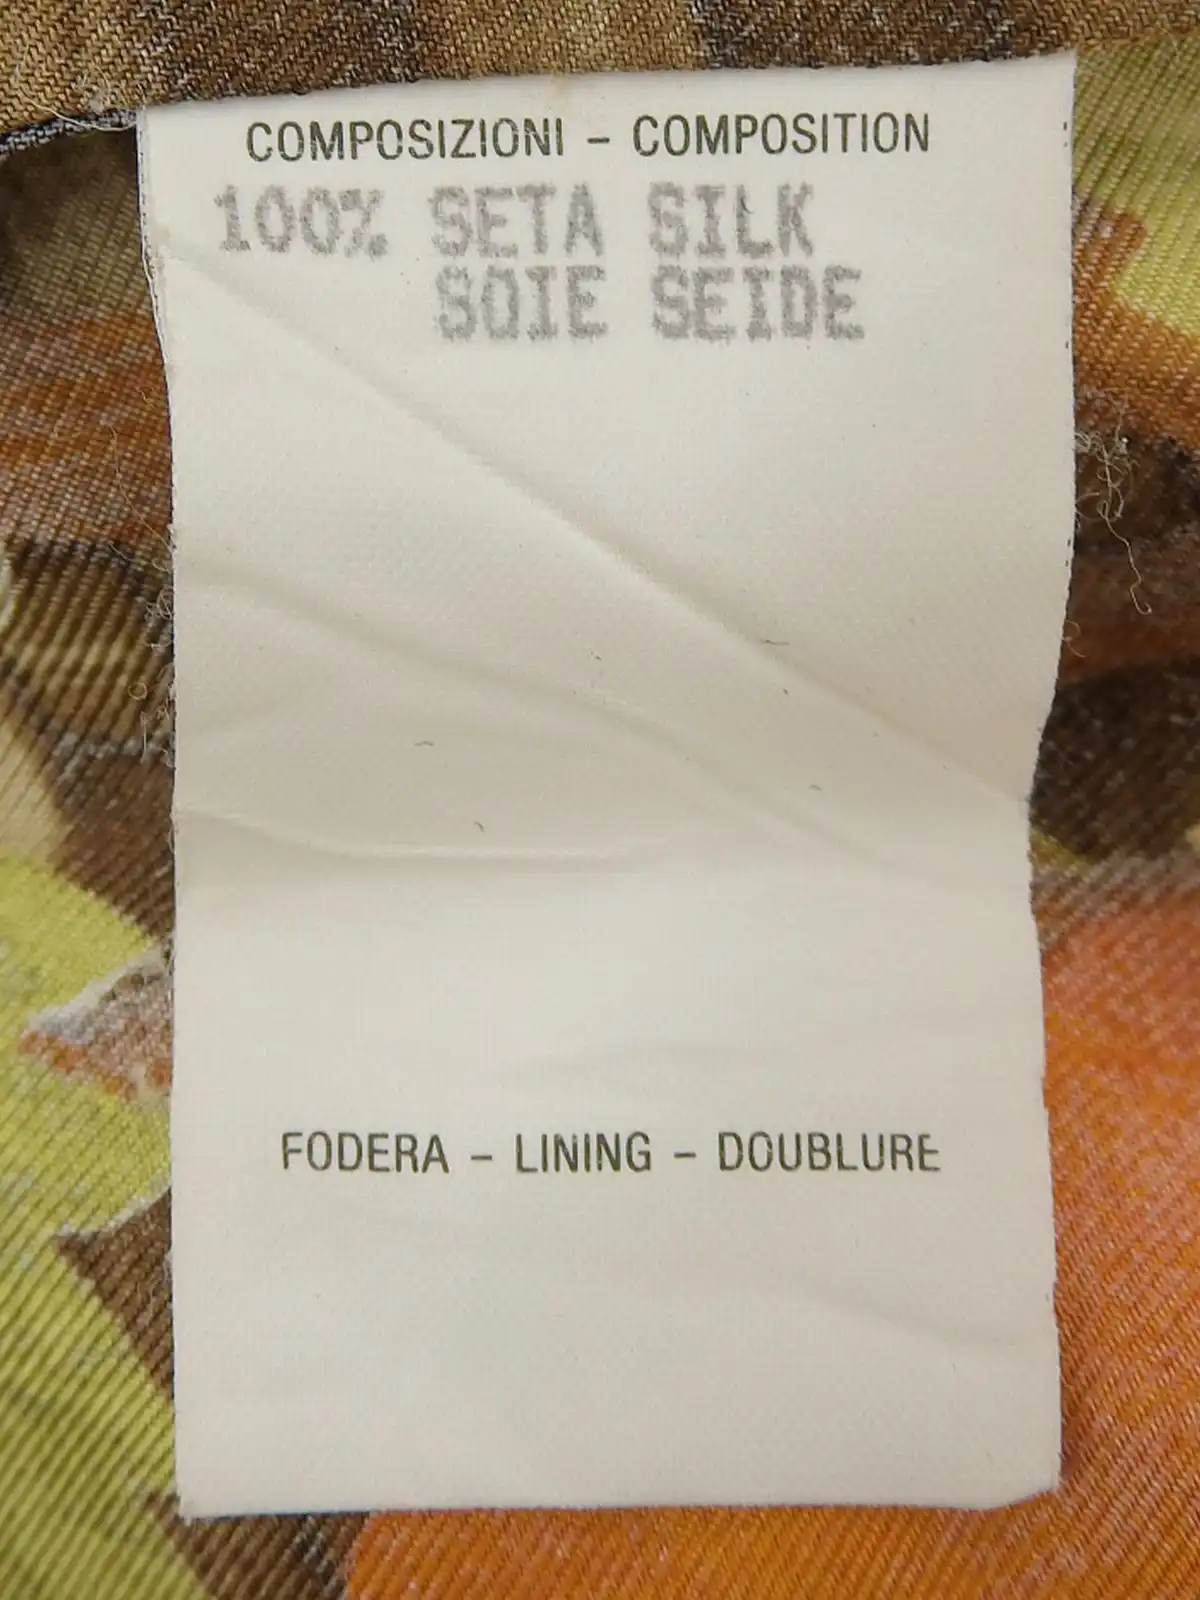 COMPOSIZIONI - COMPOSITION
100% SETA SILK
SOIE SEIDE
FODERA - LINING - DOUBLURE